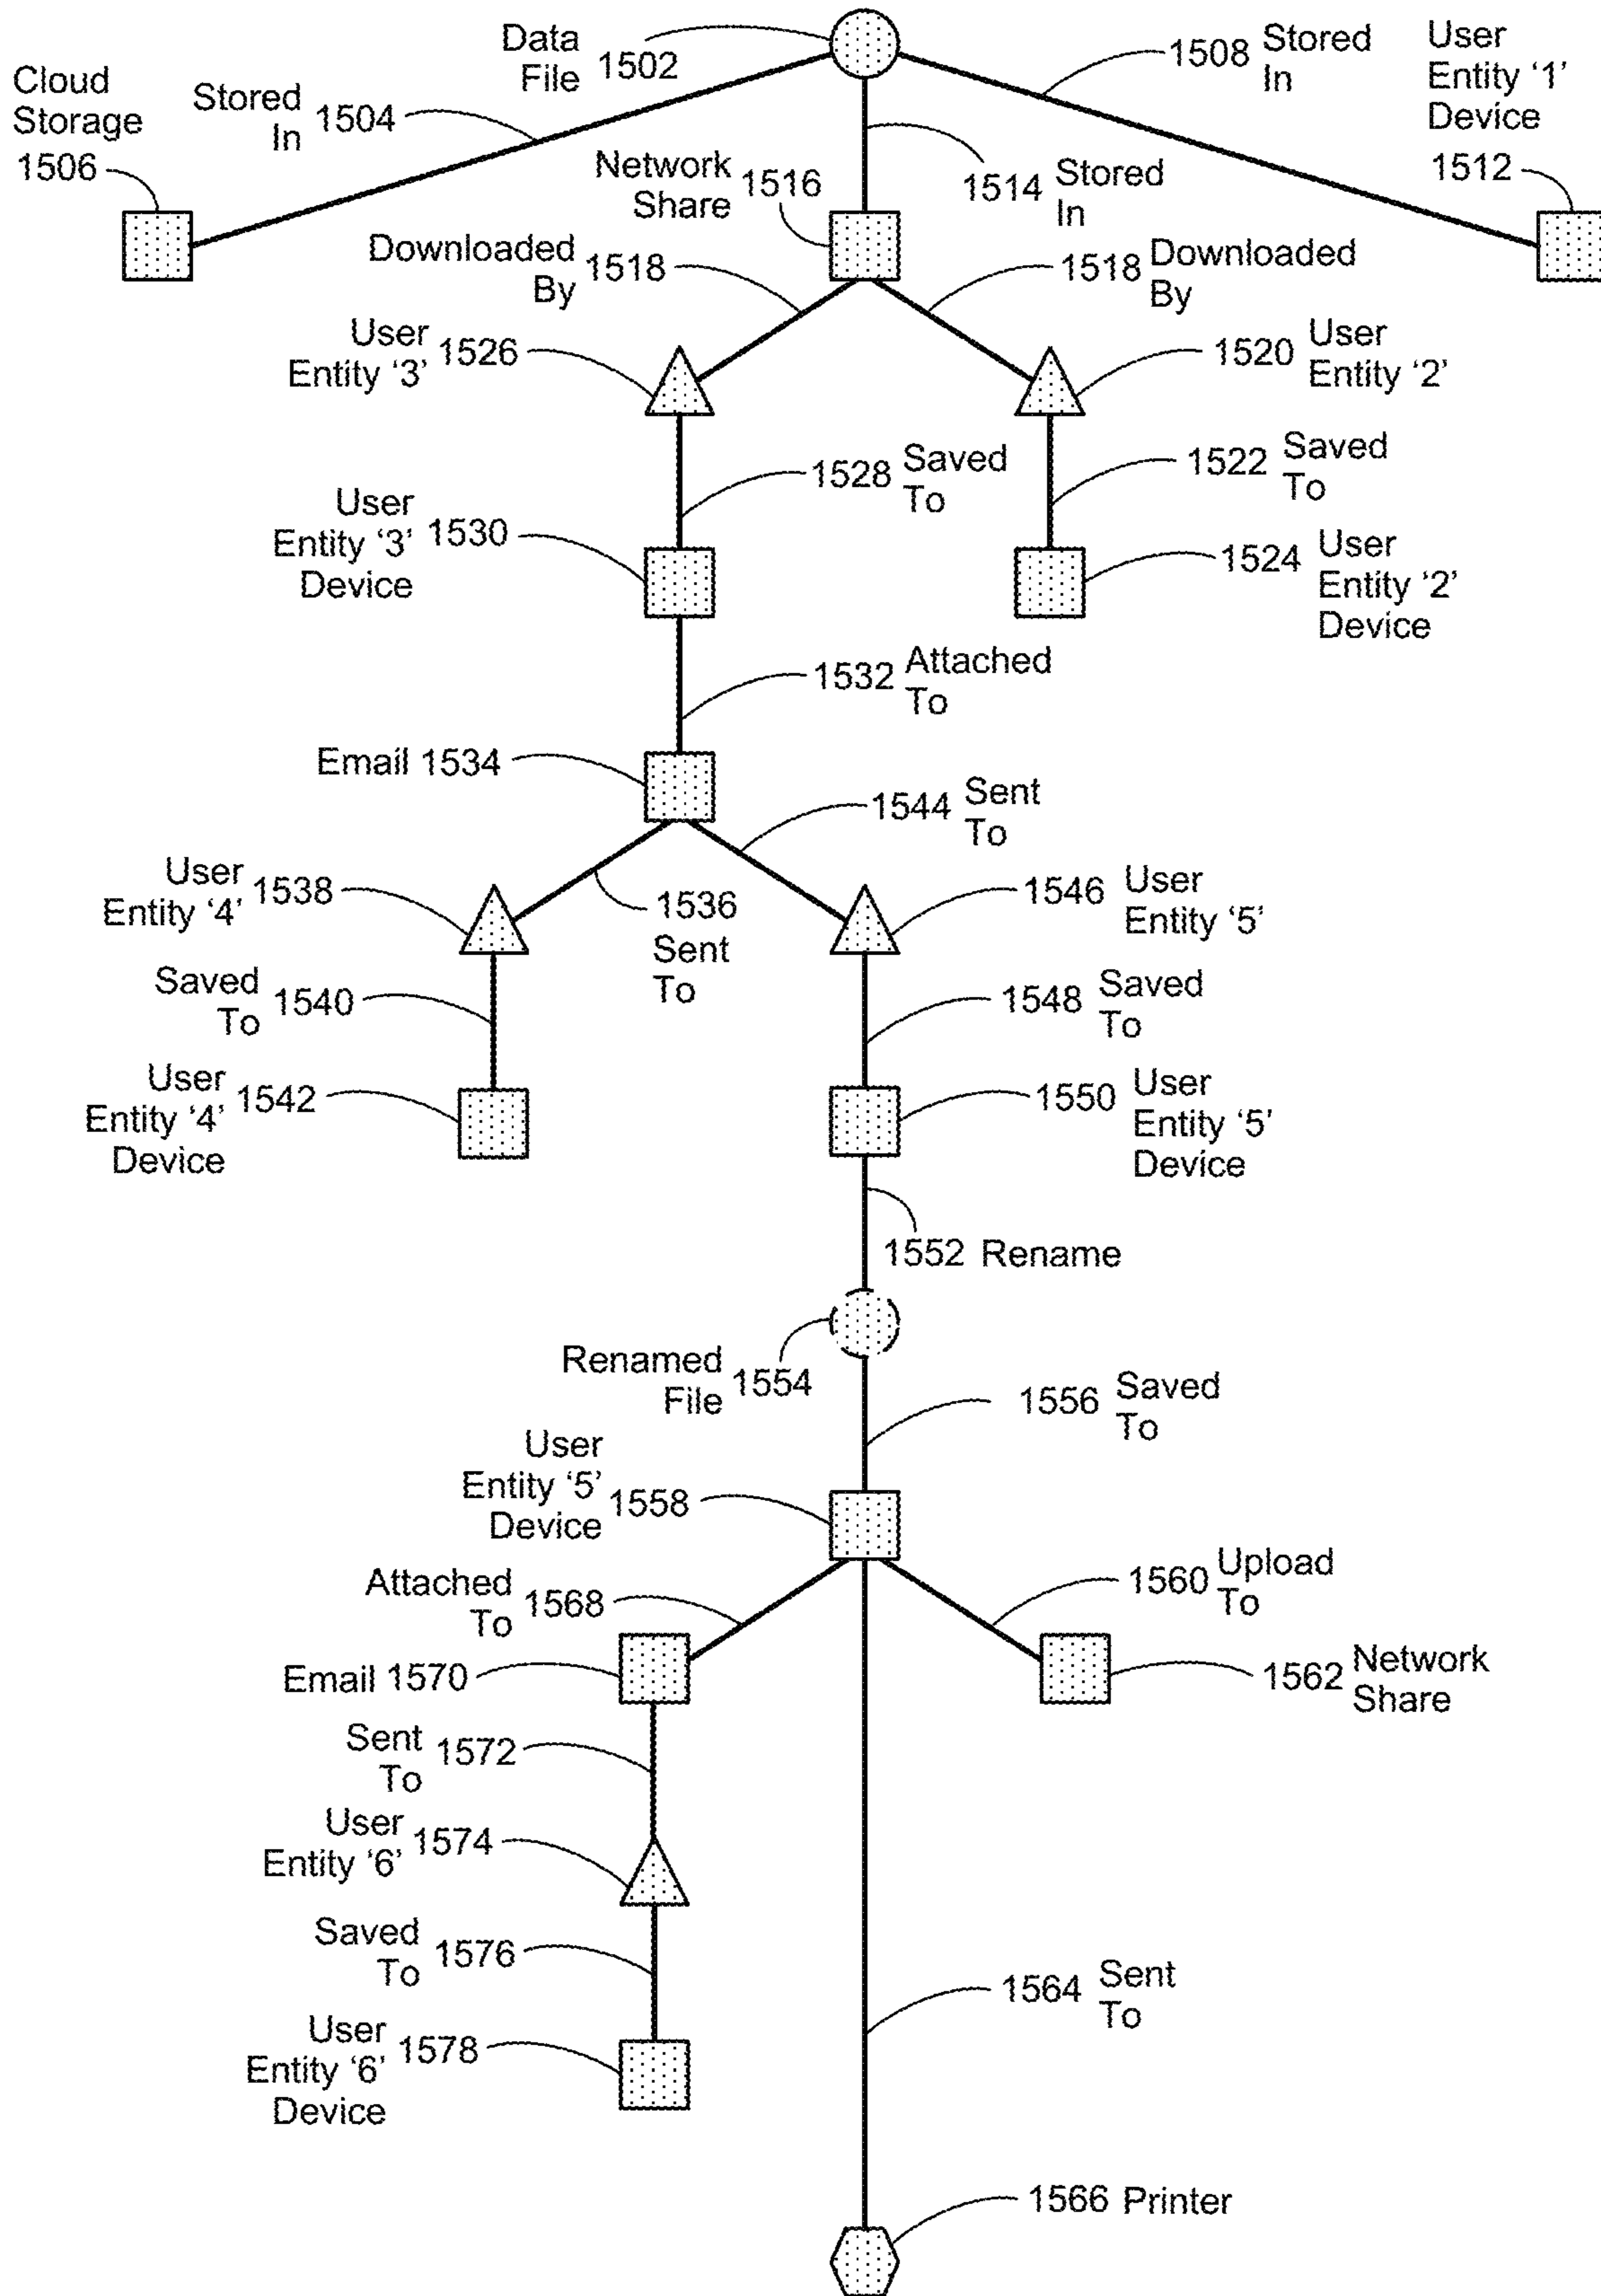 Data
File 1502
1508 Stored
In
User
Entity ‘1’
Device
1512
Cloud
Storage
1506
Stored
In 1504
Network
Share 1516
1514 Stored
In
Downloaded
By 1518
1518 Downloaded
By
User
Entity ‘3’ 1526
1520 User
Entity ‘2’
1528 Saved
To
1522 Saved
To
User
Entity ‘3’ 1530
Device
1524 User
Entity ‘2’
Device
1532 Attached
To
Email 1534
1544 Sent
To
User
Entity ‘4’ 1538
1536
Sent
To
1546 User
Entity ‘5’
Saved
To 1540
1548 Saved
To
User
Entity ‘4’ 1542
Device
1550 User
Entity ‘5’
Device
1552 Rename
Renamed
File 1554
1556 Saved
To
User
Entity ‘5’
Device 1558
Attached
To 1568
1560 Upload
To
Email 1570
1562 Network
Share
Sent
To 1572
User
Entity ‘6’ 1574
Saved
To 1576
1564 Sent
To
User
Entity ‘6’ 1578
Device
1566 Printer